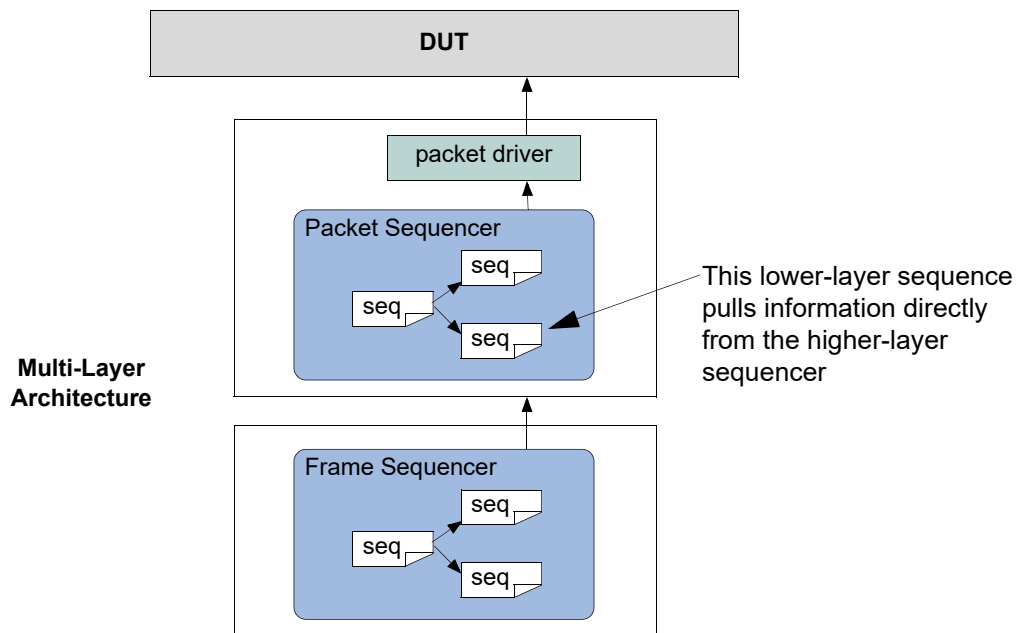 DUT
packet driver
Packet Sequencer
seq
seq
seq
This lower-layer sequence
pulls information directly
from the higher-layer
sequencer
Multi-Layer
Architecture
Frame Sequencer
seq
seq
seq